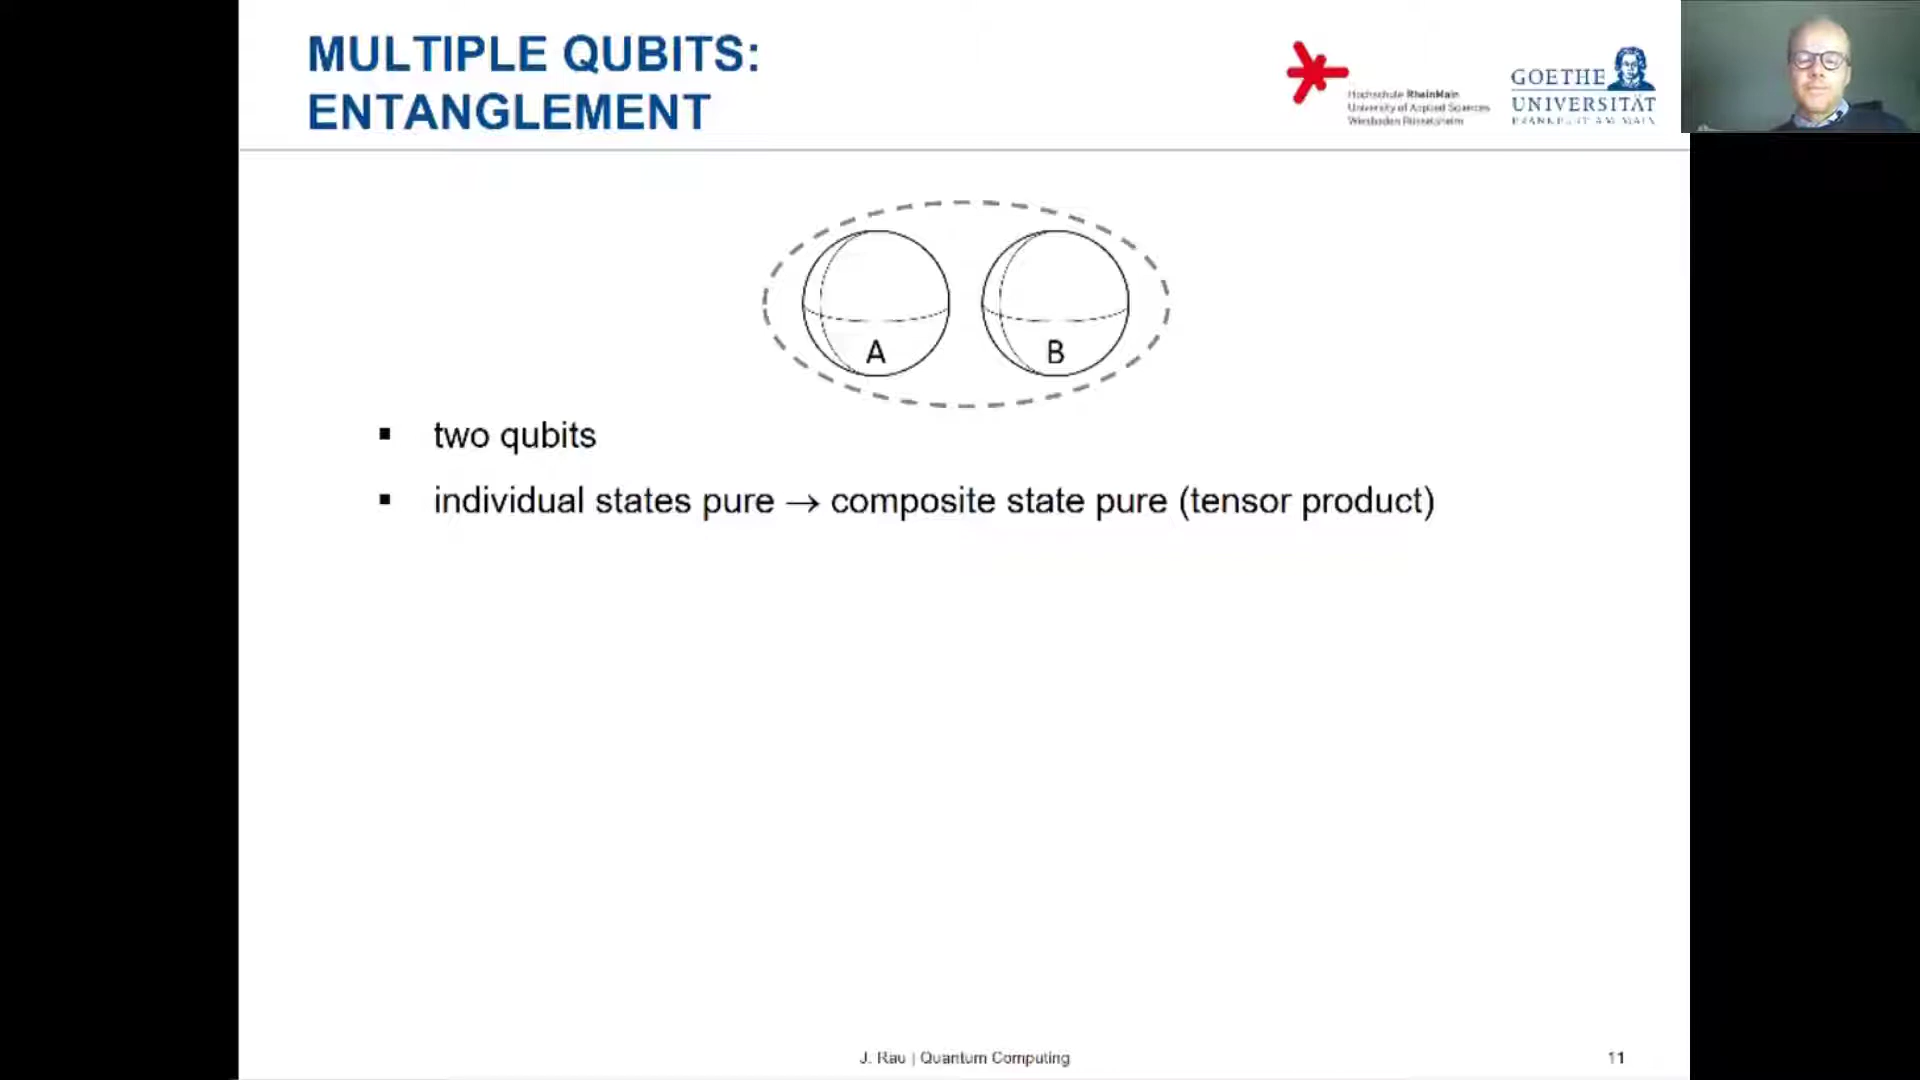 MULTIPLE QUBITS:
ENTANGLEMENT
Hochschule RheinMain
University of Applied Sciences
Wiesbaden Rüsselsheim
GOETHE
UNIVERSITÄT
FRANKFURT AM MAIN
A
B
▪ two qubits
▪ individual states pure → composite state pure (tensor product)
J. Rau | Quantum Computing
11